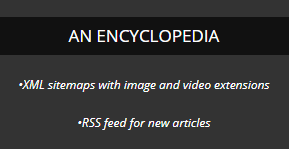 AN ENCYCLOPEDIA
•XML sitemaps with image and video extensions
•RSS feed for new articles